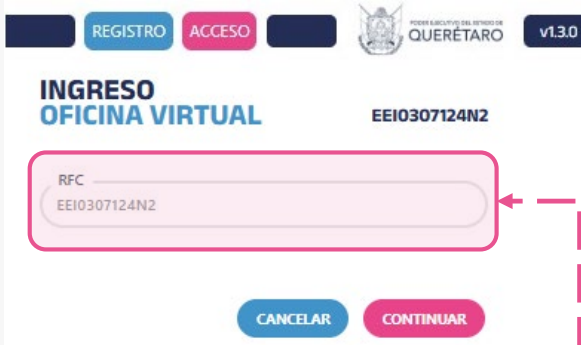 REGISTRO ACCESO PODER EJECUTIVO DEL ESTADO DE QUERÉTARO v1.3.0
INGRESO
OFICINA VIRTUAL EEI0307124N2
RFC
EEI0307124N2
CANCELAR CONTINUAR